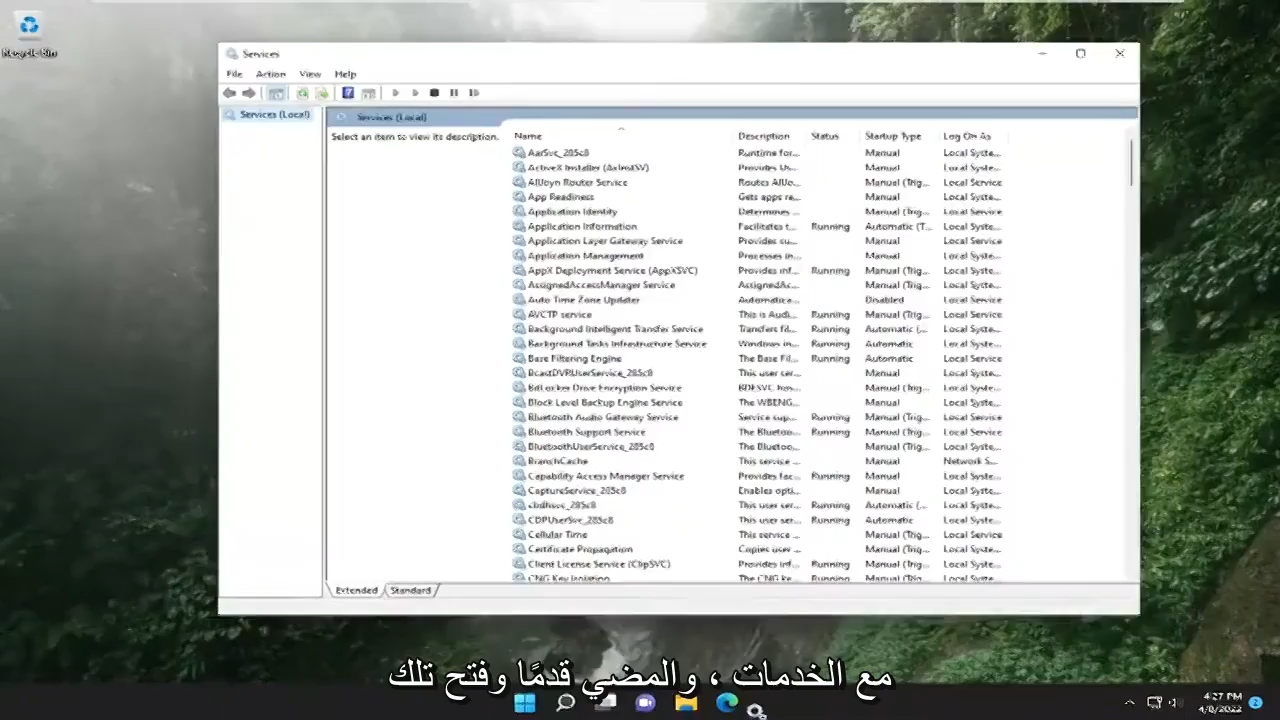 Recycle Bin
Services
File Action View Help
Services (Local)
Services (Local)
Select an item to view its description.
Name Description Status Startup Type Log On As
AarSvc_285c8 Runtime for... Manual Local Syste...
ActiveX Installer (AxInstSV) Provides Us... Manual Local Syste...
AllJoyn Router Service Routes AllJo... Manual (Trig... Local Service
App Readiness Gets apps re... Manual Local Syste...
Application Identity Determines ... Manual (Trig... Local Service
Application Information Facilitates t... Running Automatic (T... Local Syste...
Application Layer Gateway Service Provides su... Manual Local Service
Application Management Processes in... Manual Local Syste...
AppX Deployment Service (AppXSVC) Provides inf... Running Manual (Trig... Local Syste...
AssignedAccessManager Service AssignedAc... Manual (Trig... Local Syste...
Auto Time Zone Updater Automatica... Disabled Local Service
AVCTP service This is Audi... Running Manual (Trig... Local Service
Background Intelligent Transfer Service Transfers fil... Running Automatic (... Local Syste...
Background Tasks Infrastructure Service Windows in... Running Automatic Local Syste...
Base Filtering Engine The Base Fil... Running Automatic Local Service
BcastDVRUserService_285c8 This user ser... Manual Local Syste...
BitLocker Drive Encryption Service BDESVC hos... Manual (Trig... Local Syste...
Block Level Backup Engine Service The WBENG... Manual Local Syste...
Bluetooth Audio Gateway Service Service sup... Running Manual (Trig... Local Service
Bluetooth Support Service The Bluetoo... Running Manual (Trig... Local Service
BluetoothUserService_285c8 The Bluetoo... Manual (Trig... Local Syste...
BranchCache This service ... Manual Network S...
Capability Access Manager Service Provides fac... Running Manual Local Syste...
CaptureService_285c8 Enables opti... Manual Local Syste...
cbdhsvc_285c8 This user ser... Running Automatic (... Local Syste...
CDPUserSvc_285c8 This user ser... Running Automatic Local Syste...
Cellular Time This service ... Manual (Trig... Local Service
Certificate Propagation Copies user ... Manual (Trig... Local Syste...
Client License Service (ClipSVC) Provides inf... Running Manual (Trig... Local Syste...
CNG Key Isolation The CNG ke... Running Manual (Trig... Local Syste...
Extended Standard
مع الخدمات ، والمضي قدمًا وفتح تلك
4:27 PM
4/8/2022
2